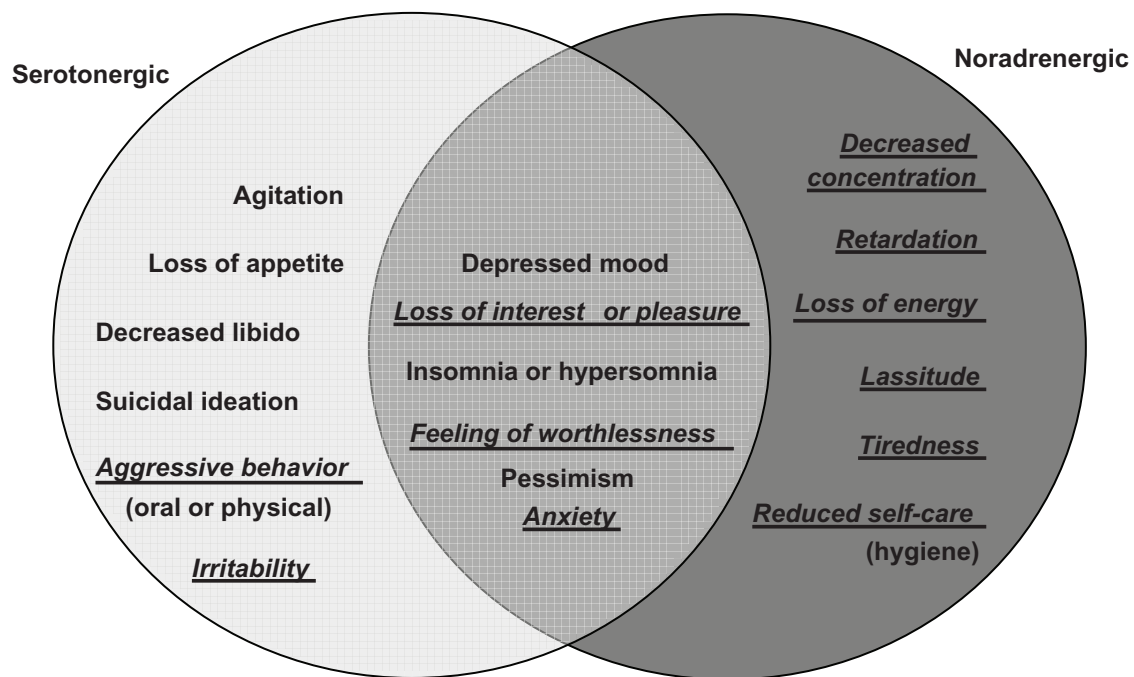 Serotonergic
Noradrenergic
Agitation
Loss of appetite
Decreased libido
Suicidal ideation
Aggressive behavior
(oral or physical)
Irritability
Depressed mood
Loss of interest or pleasure
Insomnia or hypersomnia
Feeling of worthlessness
Pessimism
Anxiety
Decreased
concentration
Retardation
Loss of energy
Lassitude
Tiredness
Reduced self-care
(hygiene)